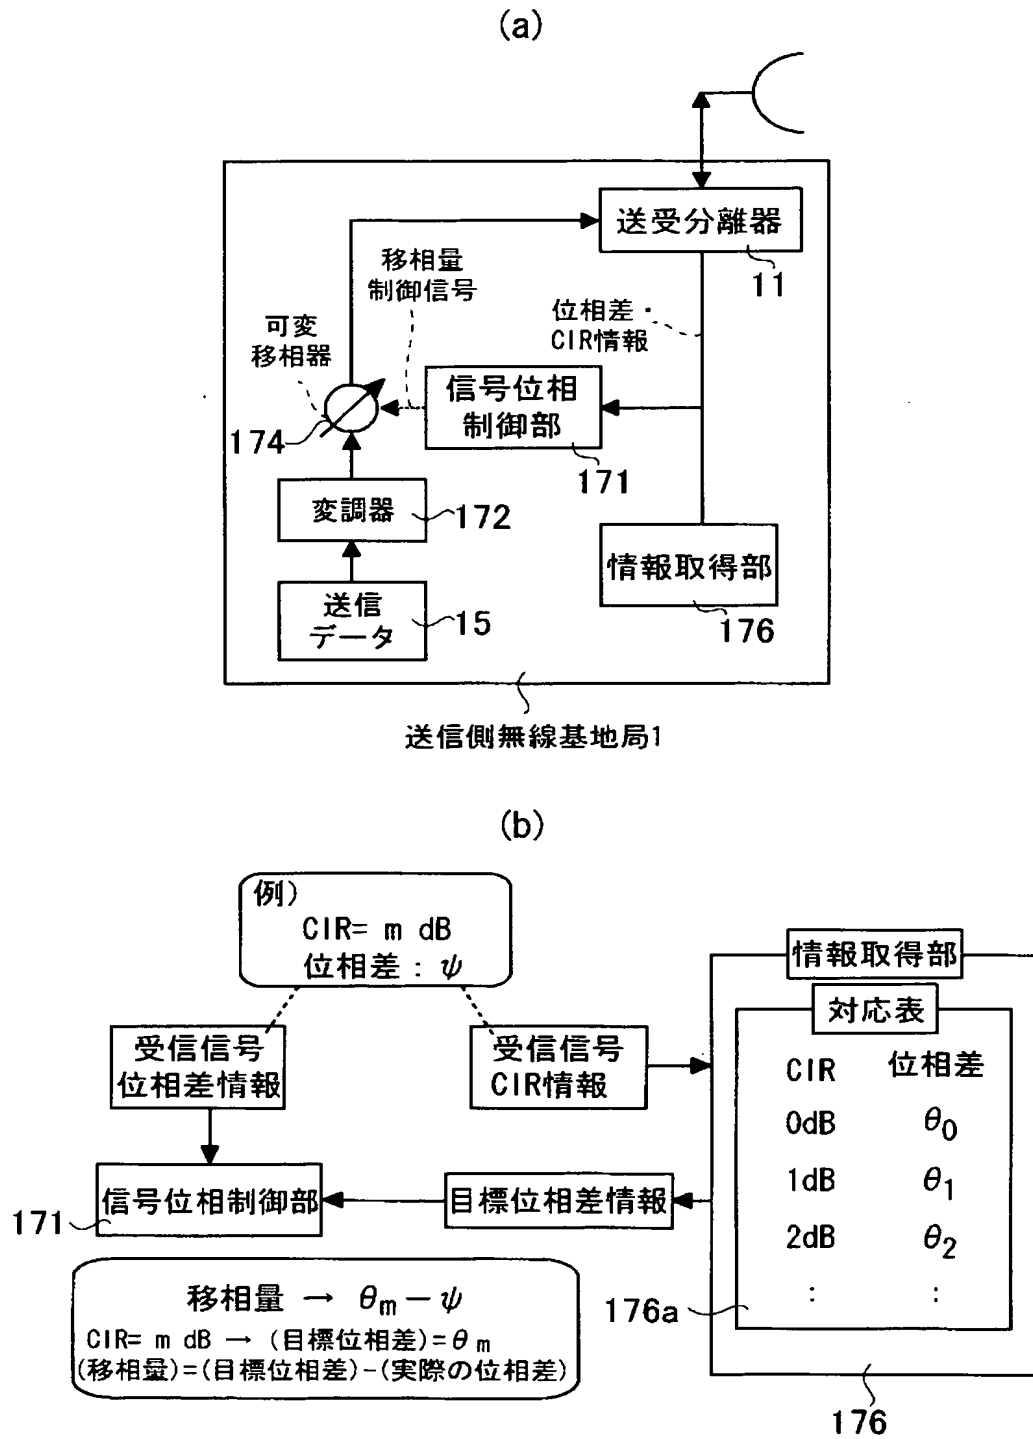 (a)
送受分離器
11
移相量
制御信号
位相差・
CIR情報
可変
移相器
信号位相
制御部
174
171
変調器
172
情報取得部
送信
データ
15
176
送信側無線基地局1
(b)
例)
CIR= m dB
位相差 : ψ
情報取得部
対応表
受信信号
位相差情報
受信信号
CIR情報
CIR 位相差
0dB θ0
1dB θ1
2dB θ2
: :
信号位相制御部
目標位相差情報
171
176a
移相量 → θm − ψ
CIR= m dB → (目標位相差)=θm
(移相量)=(目標位相差)-(実際の位相差)
176